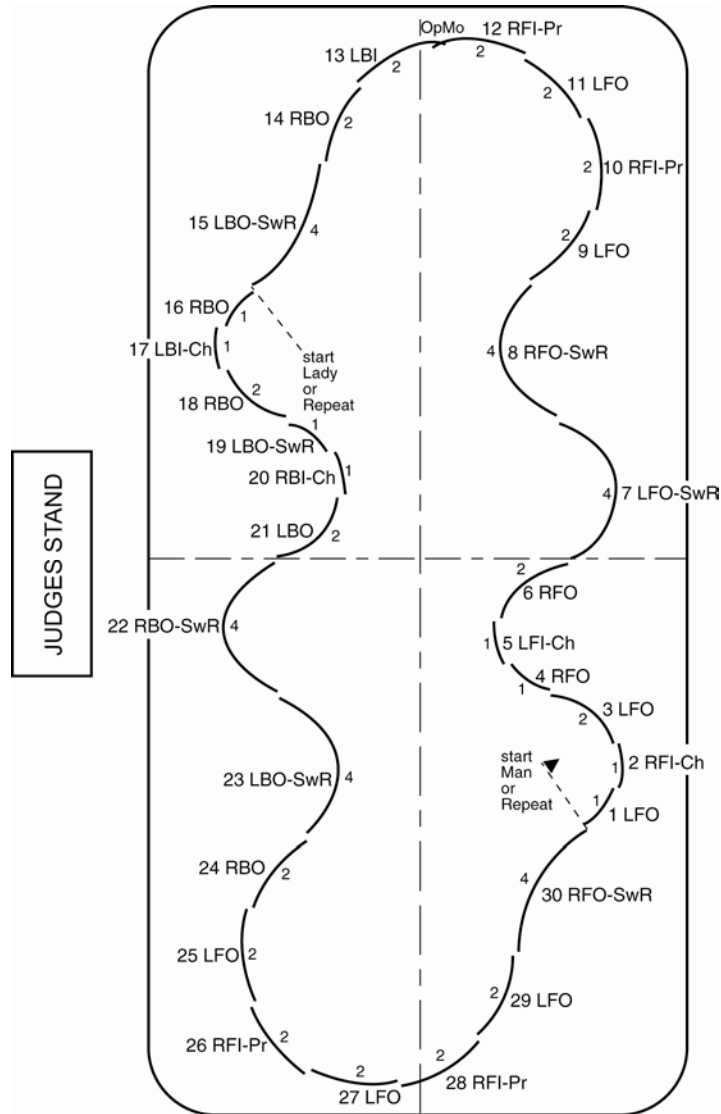 OpMo
12 RFI-Pr
2
13 LBI
2
11 LFO
2
14 RBO
2
10 RFI-Pr
2
15 LBO-SwR
4
9 LFO
2
16 RBO
1
17 LBI-Ch
1
start
Lady
or
Repeat
8 RFO-SwR
4
18 RBO
2
19 LBO-SwR
1
20 RBI-Ch
1
7 LFO-SwR
4
21 LBO
2
JUDGES STAND
6 RFO
2
22 RBO-SwR
4
5 LFI-Ch
1
4 RFO
1
3 LFO
2
start
Man
or
Repeat
2 RFI-Ch
1
23 LBO-SwR
4
1 LFO
1
24 RBO
2
30 RFO-SwR
4
25 LFO
2
29 LFO
2
26 RFI-Pr
2
28 RFI-Pr
2
27 LFO
2